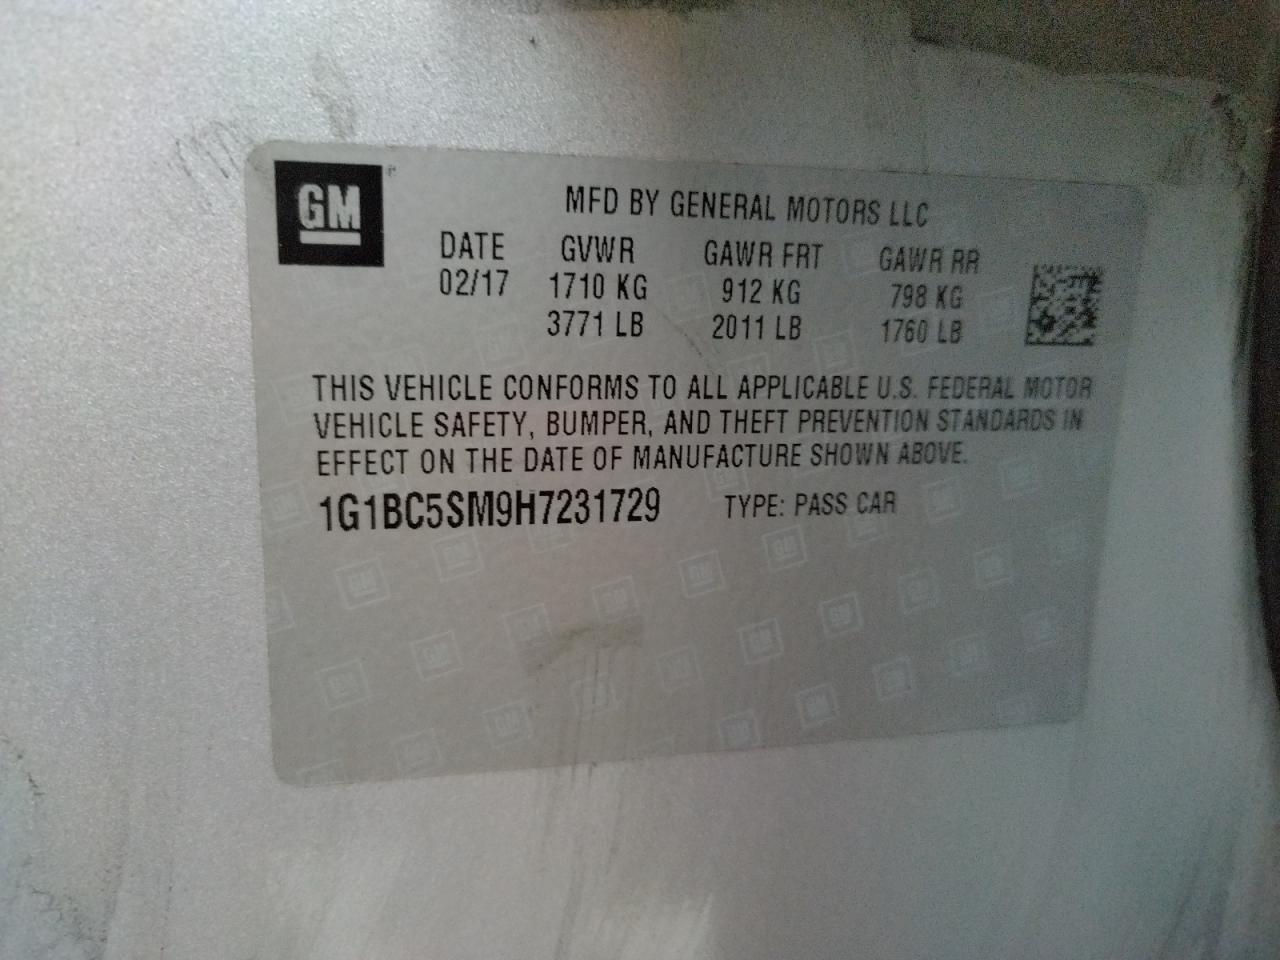 GM
MFD BY GENERAL MOTORS LLC
DATE GVWR GAWR FRT GAWR RR
02/17 1710 KG 912 KG 798 KG
3771 LB 2011 LB 1760 LB
THIS VEHICLE CONFORMS TO ALL APPLICABLE U.S. FEDERAL MOTOR
VEHICLE SAFETY, BUMPER, AND THEFT PREVENTION STANDARDS IN
EFFECT ON THE DATE OF MANUFACTURE SHOWN ABOVE.
1G1BC5SM9H7231729 TYPE: PASS CAR